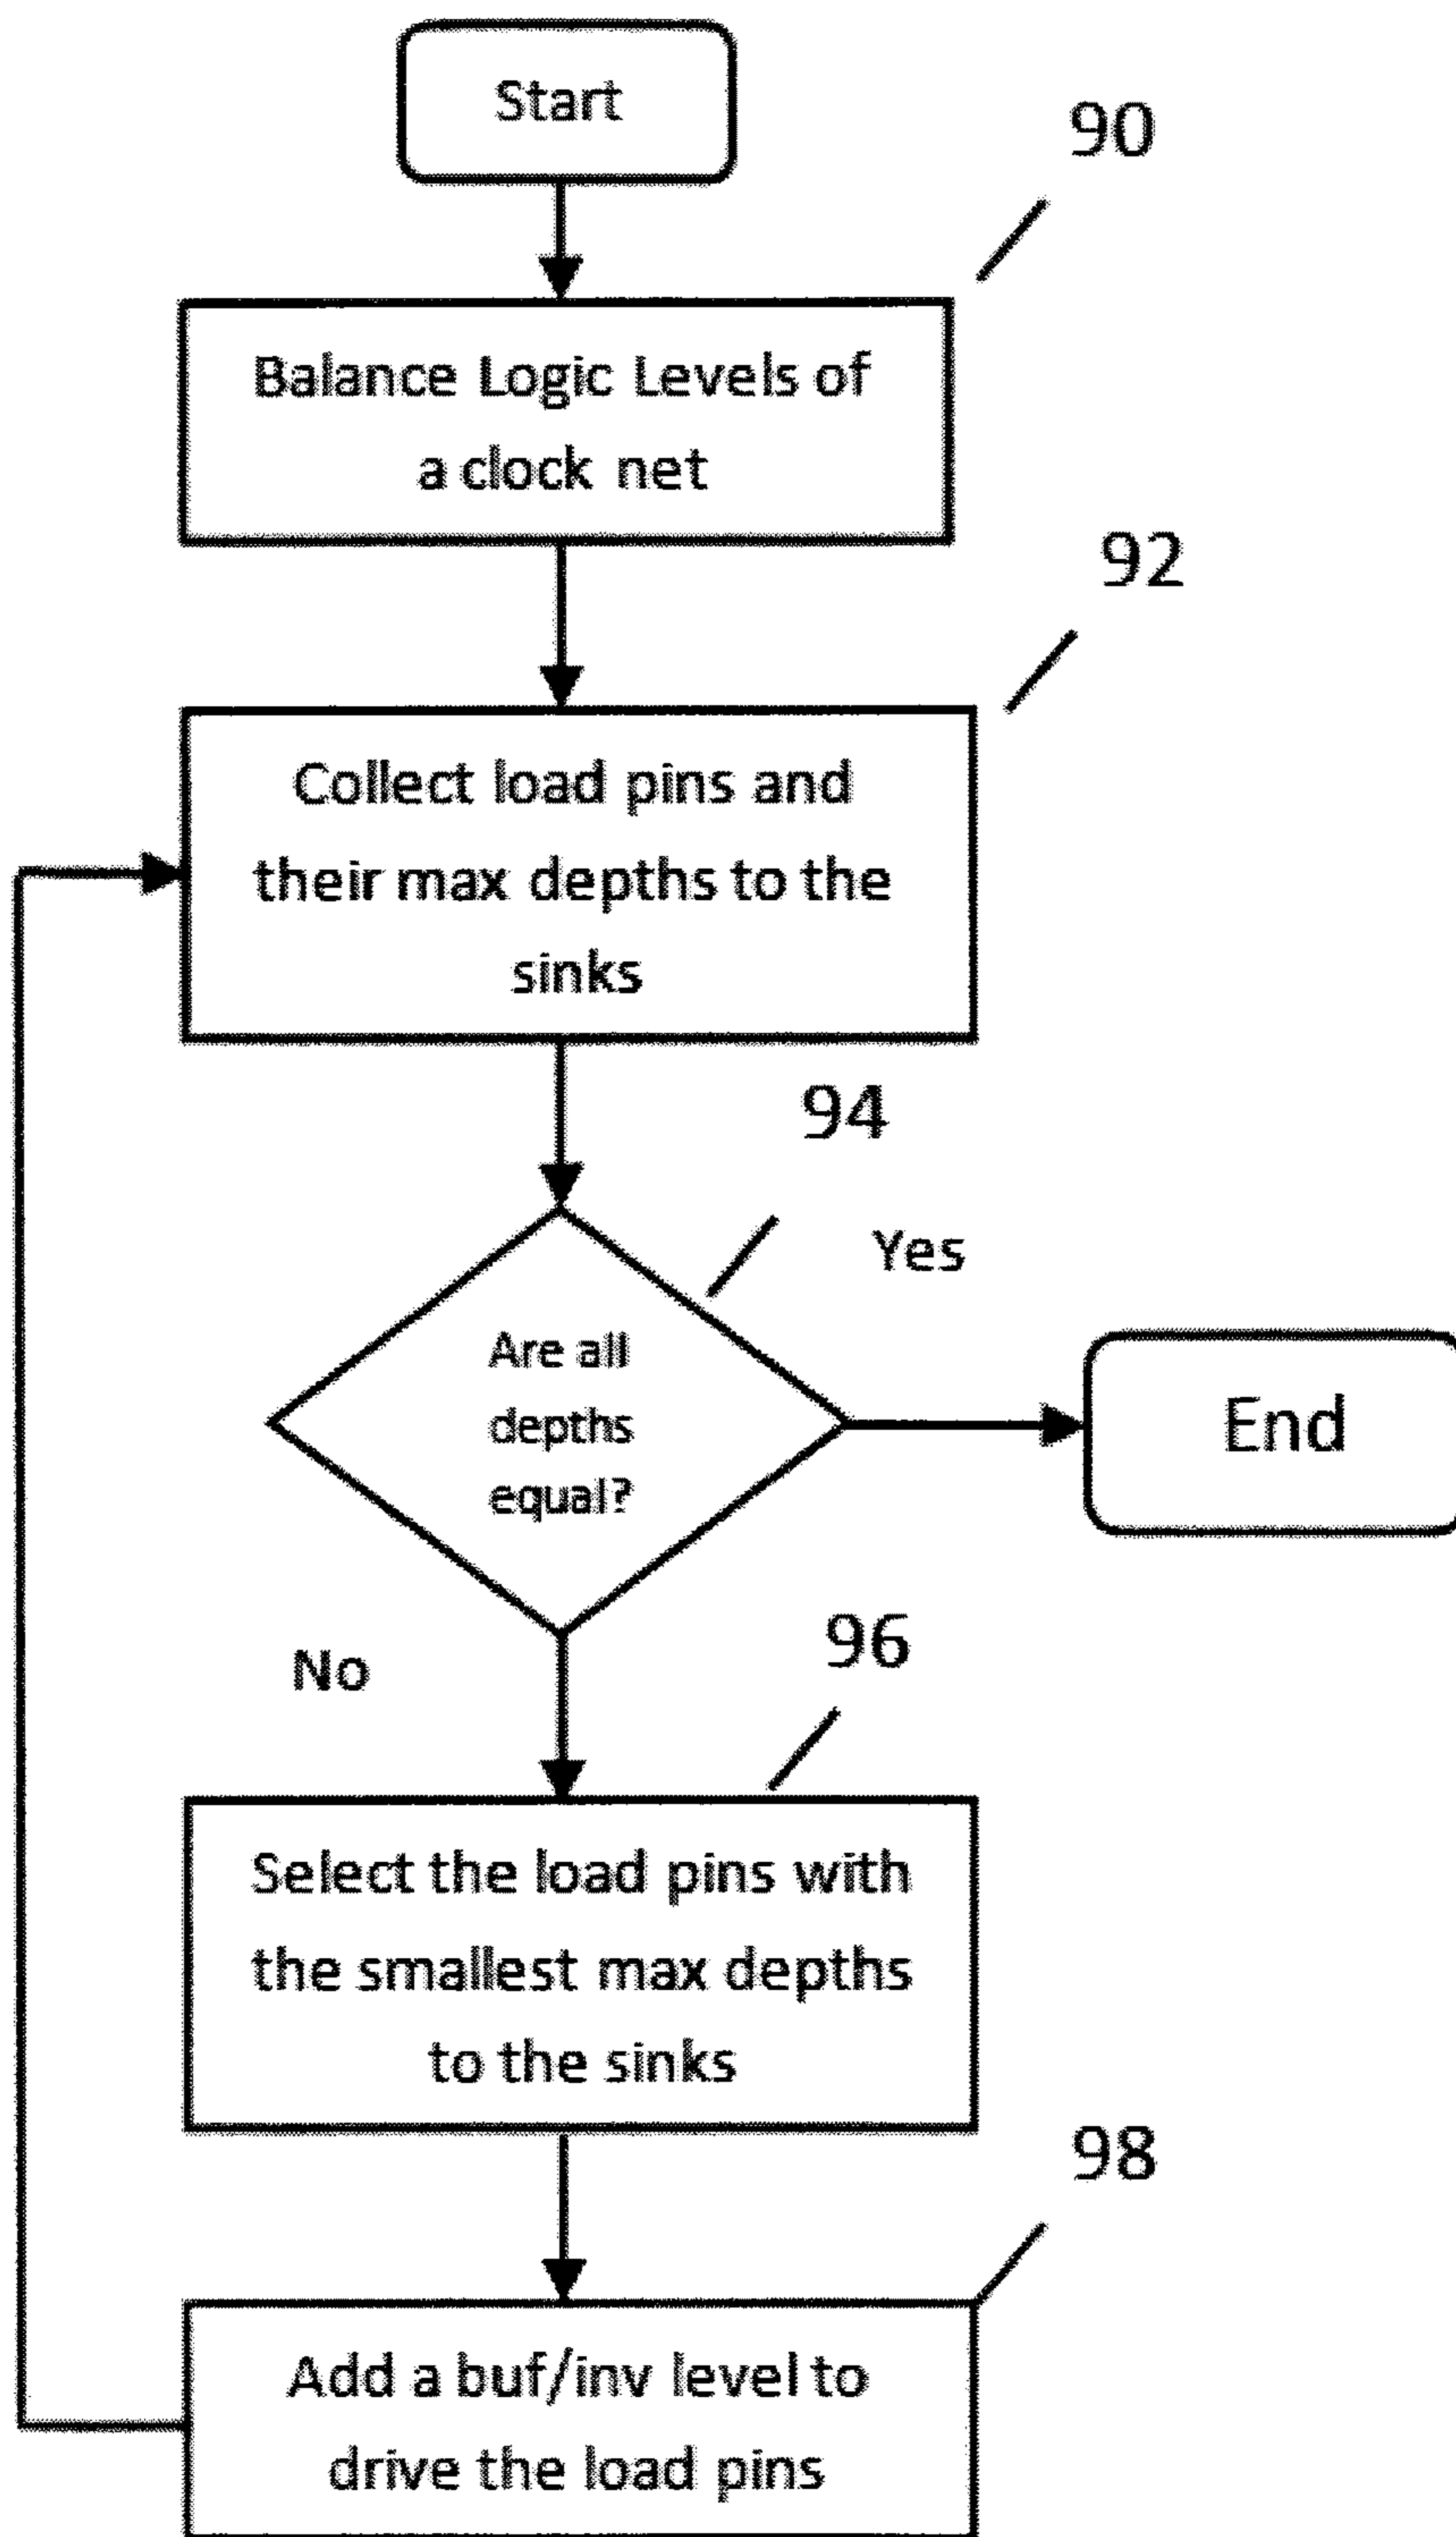 Start
90
Balance Logic Levels of
a clock net
92
Collect load pins and
their max depths to the
sinks
94
Yes
Are all
depths
equal?
End
No
96
Select the load pins with
the smallest max depths
to the sinks
98
Add a buf/inv level to
drive the load pins